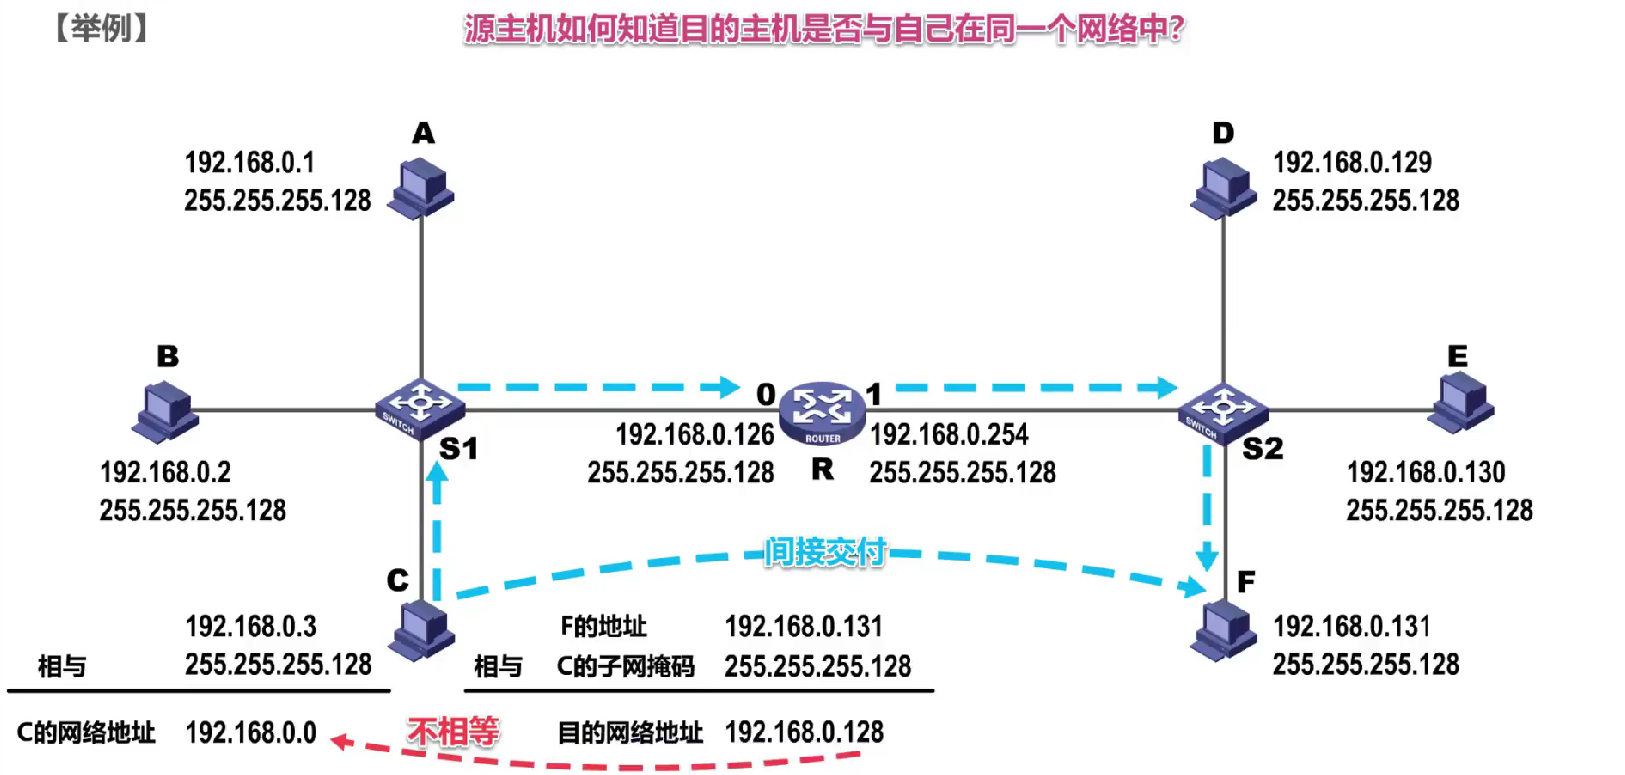 【举例】
源主机如何知道目的主机是否与自己在同一个网络中?
A
192.168.0.1
255.255.255.128
D
192.168.0.129
255.255.255.128
B
192.168.0.2
255.255.255.128
SWITCH
S1
0
1
ROUTER
R
192.168.0.126
255.255.255.128
192.168.0.254
255.255.255.128
SWITCH
S2
E
192.168.0.130
255.255.255.128
间接交付
C
192.168.0.3
相与 255.255.255.128
C的网络地址 192.168.0.0
F的地址 192.168.0.131
相与 C的子网掩码 255.255.255.128
不相等
目的网络地址 192.168.0.128
F
192.168.0.131
255.255.255.128